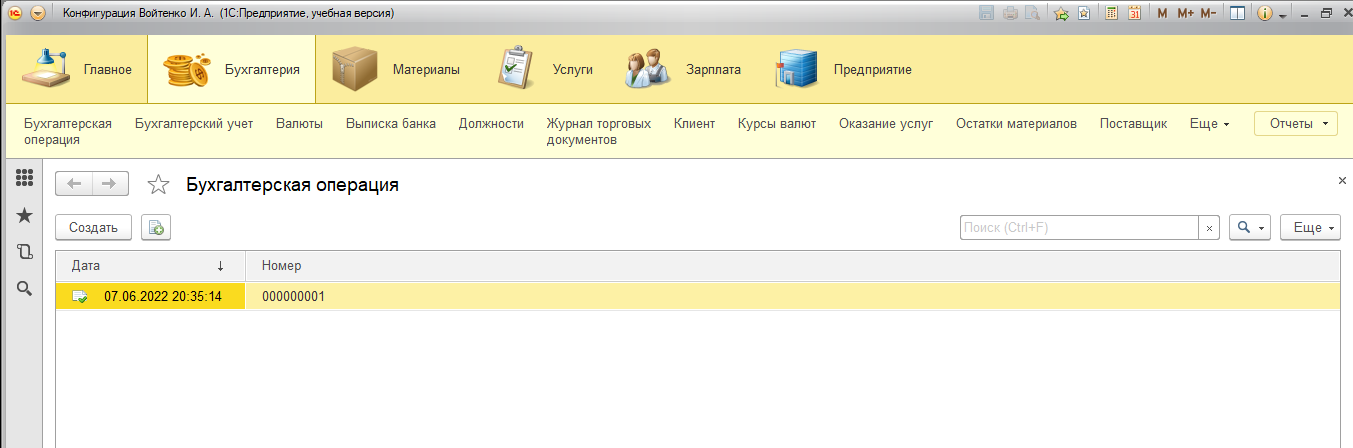 Конфигурация Войтенко И. А. (1С:Предприятие, учебная версия)
M M+ M-
Главное Бухгалтерия Материалы Услуги Зарплата Предприятие
Бухгалтерская операция Бухгалтерский учет Валюты Выписка банка Должности Журнал торговых документов Клиент Курсы валют Оказание услуг Остатки материалов Поставщик Еще Отчеты
Бухгалтерская операция
Создать Поиск (Ctrl+F) Еще
Дата Номер
07.06.2022 20:35:14 000000001